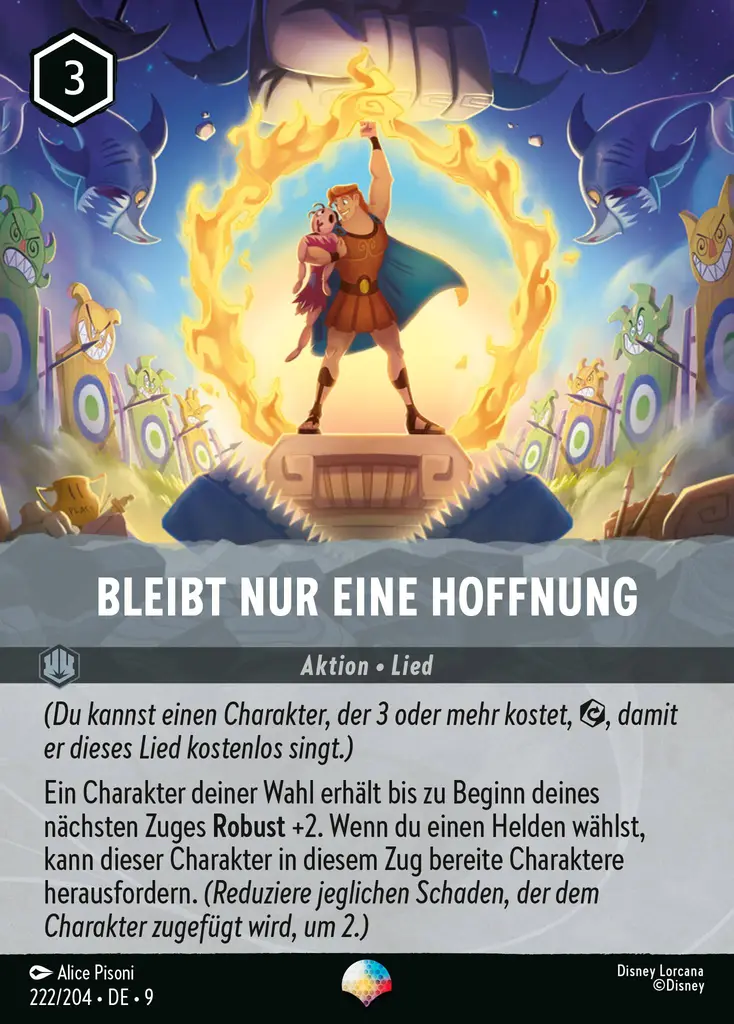 3
BLEIBT NUR EINE HOFFNUNG
Aktion • Lied
(Du kannst einen Charakter, der 3 oder mehr kostet, , damit
er dieses Lied kostenlos singt.)
Ein Charakter deiner Wahl erhält bis zu Beginn deines
nächsten Zuges Robust +2. Wenn du einen Helden wählst,
kann dieser Charakter in diesem Zug bereite Charaktere
herausfordern. (Reduziere jeglichen Schaden, der dem
Charakter zugefügt wird, um 2.)
Alice Pisoni
222/204 • DE • 9
Disney Lorcana
©Disney